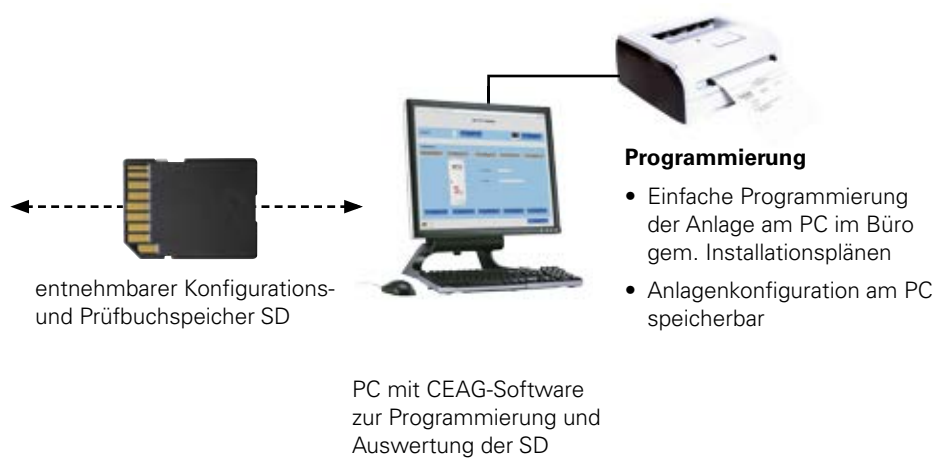 Programmierung
• Einfache Programmierung
der Anlage am PC im Büro
gem. Installationsplänen
• Anlagenkonfiguration am PC
speicherbar
entnehmbarer Konfigurations-
und Prüfbuchspeicher SD
PC mit CEAG-Software
zur Programmierung und
Auswertung der SD